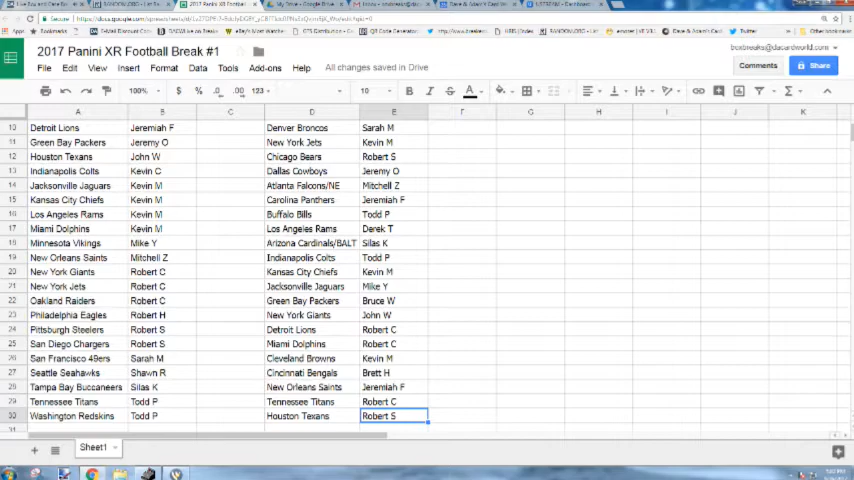 2017 Panini XR Football Break #1
boxbreaks@dacardworld.com
File Edit View Insert Format Data Tools Add-ons Help All changes saved in Drive
Comments Share
100% $ % .0 .00 123 10 B I S A
A B C D E F G H I J K
10 Detroit Lions Jeremiah F Denver Broncos Sarah M
11 Green Bay Packers Jeremy O New York Jets Kevin M
12 Houston Texans John W Chicago Bears Robert S
13 Indianapolis Colts Kevin C Dallas Cowboys Jeremy O
14 Jacksonville Jaguars Kevin M Atlanta Falcons/NE Mitchell Z
15 Kansas City Chiefs Kevin M Carolina Panthers Jeremiah F
16 Los Angeles Rams Kevin M Buffalo Bills Todd P
17 Miami Dolphins Kevin M Los Angeles Rams Derek T
18 Minnesota Vikings Mike Y Arizona Cardinals/BALT Silas K
19 New Orleans Saints Mitchell Z Indianapolis Colts Todd P
20 New York Giants Robert C Kansas City Chiefs Kevin M
21 New York Jets Robert C Jacksonville Jaguars Mike Y
22 Oakland Raiders Robert C Green Bay Packers Bruce W
23 Philadelphia Eagles Robert H New York Giants John W
24 Pittsburgh Steelers Robert S Detroit Lions Robert C
25 San Diego Chargers Robert S Miami Dolphins Robert C
26 San Francisco 49ers Sarah M Cleveland Browns Kevin M
27 Seattle Seahawks Shawn R Cincinnati Bengals Brett H
28 Tampa Bay Buccaneers Silas K New Orleans Saints Jeremiah F
29 Tennessee Titans Todd P Tennessee Titans Robert C
30 Washington Redskins Todd P Houston Texans Robert S
Sheet1